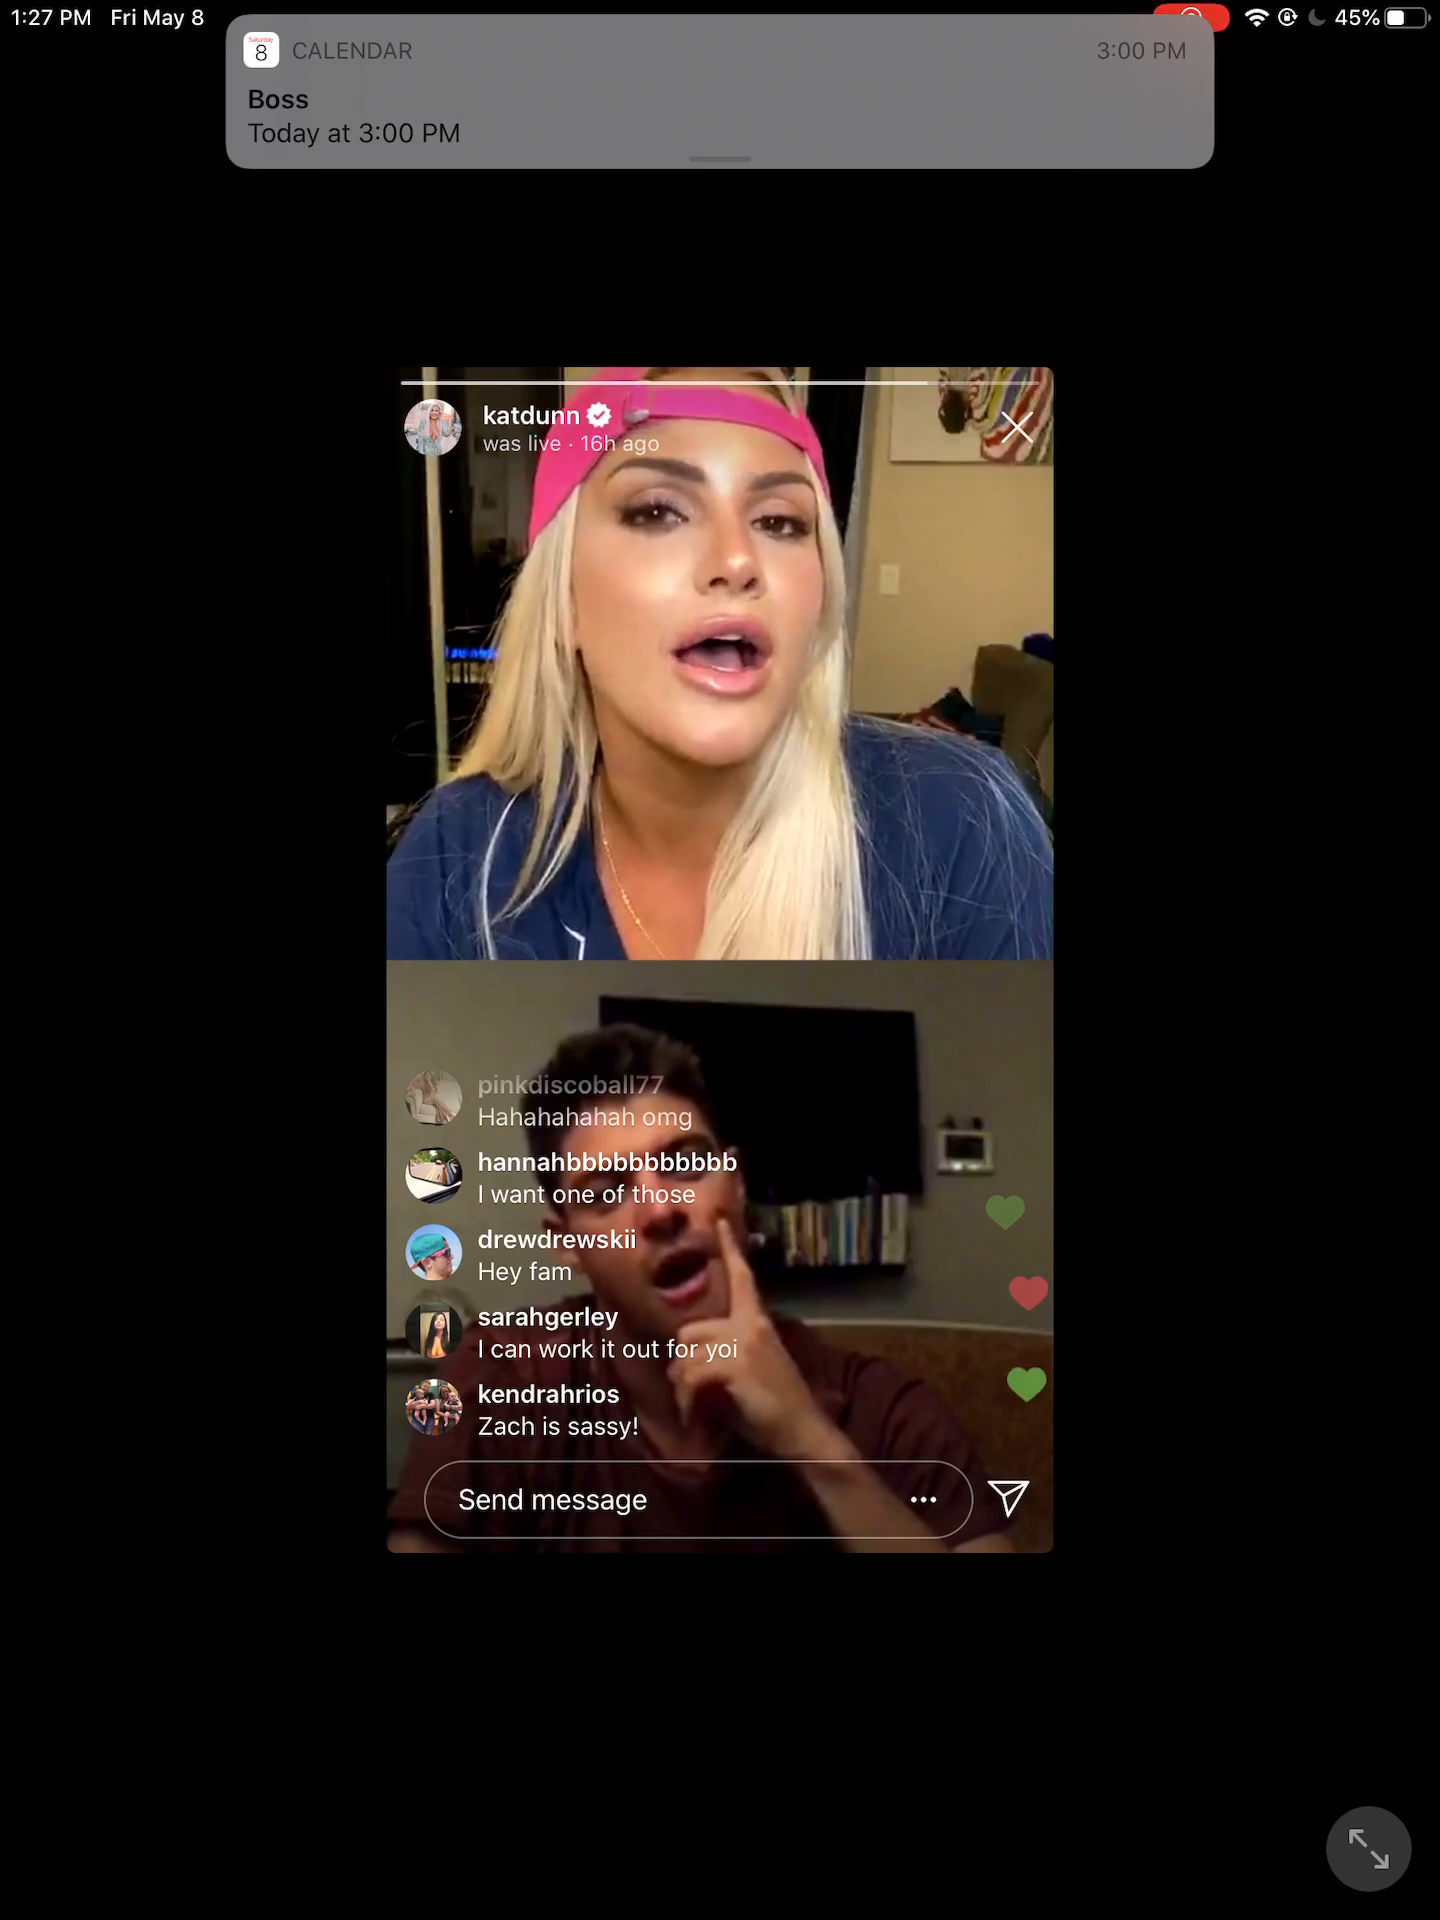 1:27 PM Fri May 8
45%
Saturday
8
CALENDAR
3:00 PM
Boss
Today at 3:00 PM
katdunn
was live · 16h ago
pinkdiscoball77
Hahahahahah omg
hannahbbbbbbbbbbb
I want one of those
drewdrewskii
Hey fam
sarahgerley
I can work it out for yoi
kendrahrios
Zach is sassy!
Send message